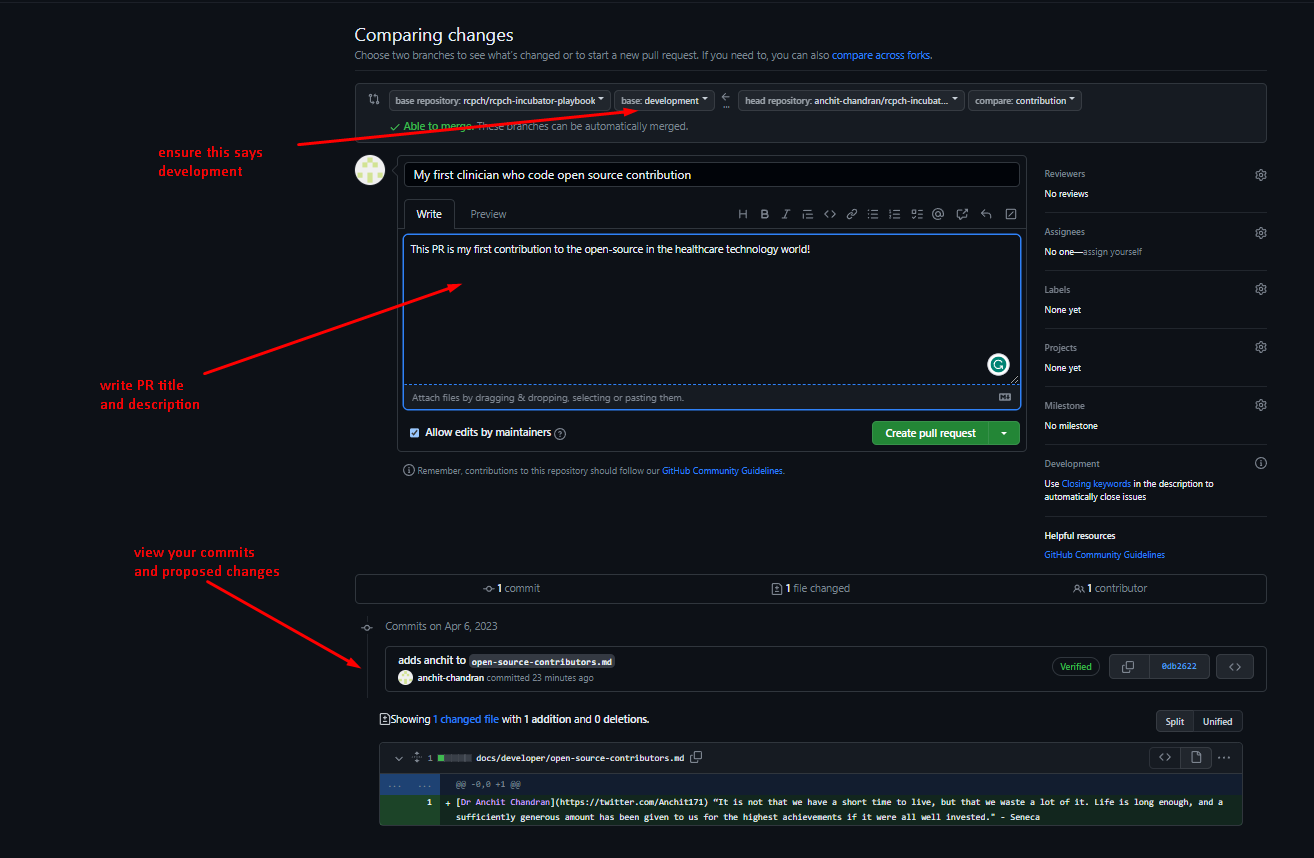 Comparing changes
Choose two branches to see what's changed or to start a new pull request. If you need to, you can also compare across forks.
base repository: rcpch/rcpch-incubator-playbook
base: development
head repository: anchit-chandran/rcpch-incubat...
compare: contribution
Able to merge. These branches can be automatically merged.
ensure this says
development
My first clinician who code open source contribution
Write
Preview
This PR is my first contribution to the open-source in the healthcare technology world!
write PR title
and description
Attach files by dragging & dropping, selecting or pasting them.
Allow edits by maintainers
Create pull request
Remember, contributions to this repository should follow our GitHub Community Guidelines.
Reviewers
No reviews
Assignees
No one—assign yourself
Labels
None yet
Projects
None yet
Milestone
No milestone
Development
Use Closing keywords in the description to
automatically close issues
Helpful resources
GitHub Community Guidelines
view your commits
and proposed changes
1 commit
1 file changed
1 contributor
Commits on Apr 6, 2023
adds anchit to open-source-contributors.md
anchit-chandran committed 23 minutes ago
Verified
0db2622
Showing 1 changed file with 1 addition and 0 deletions.
Split
Unified
1 docs/developer/open-source-contributors.md
... ... @@ -0,0 +1 @@
1 + [Dr Anchit Chandran](https://twitter.com/Anchit171) "It is not that we have a short time to live, but that we waste a lot of it. Life is long enough, and a
sufficiently generous amount has been given to us for the highest achievements if it were all well invested." - Seneca